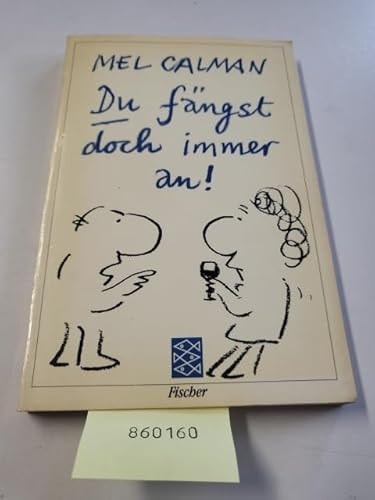 MEL CALMAN
Du fängst
doch immer
an!
Fischer
860160